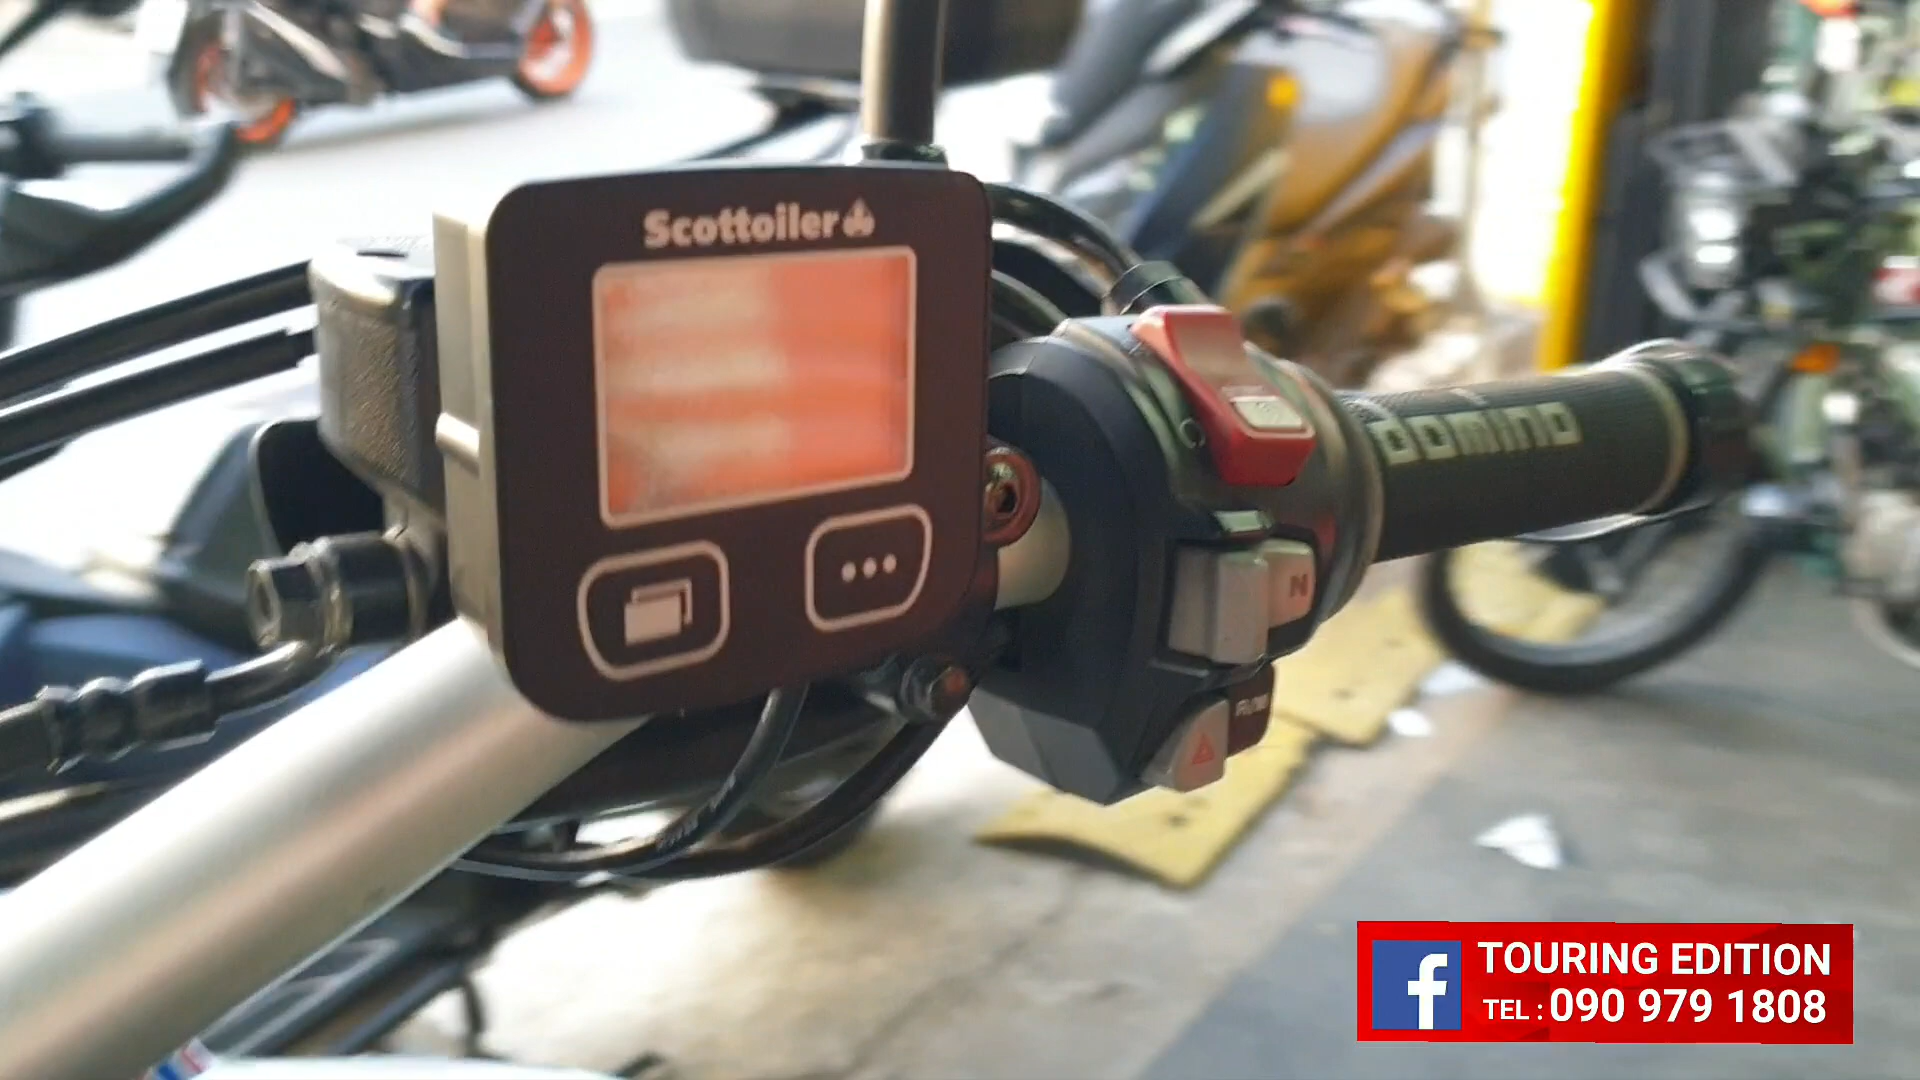 Scottoiler
domino
N
TOURING EDITION
TEL : 090 979 1808